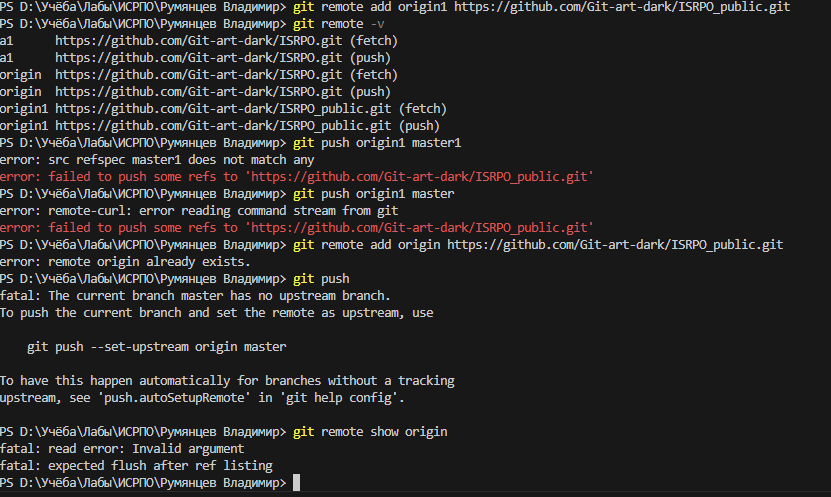 PS D:\Учёба\Лабы\ИСРПО\Румянцев Владимир> git remote add origin1 https://github.com/Git-art-dark/ISRPO_public.git
PS D:\Учёба\Лабы\ИСРПО\Румянцев Владимир> git remote -v
a1 https://github.com/Git-art-dark/ISRPO.git (fetch)
a1 https://github.com/Git-art-dark/ISRPO.git (push)
origin https://github.com/Git-art-dark/ISRPO.git (fetch)
origin https://github.com/Git-art-dark/ISRPO.git (push)
origin1 https://github.com/Git-art-dark/ISRPO_public.git (fetch)
origin1 https://github.com/Git-art-dark/ISRPO_public.git (push)
PS D:\Учёба\Лабы\ИСРПО\Румянцев Владимир> git push origin1 master1
error: src refspec master1 does not match any
error: failed to push some refs to 'https://github.com/Git-art-dark/ISRPO_public.git'
PS D:\Учёба\Лабы\ИСРПО\Румянцев Владимир> git push origin1 master
error: remote-curl: error reading command stream from git
error: failed to push some refs to 'https://github.com/Git-art-dark/ISRPO_public.git'
PS D:\Учёба\Лабы\ИСРПО\Румянцев Владимир> git remote add origin https://github.com/Git-art-dark/ISRPO_public.git
error: remote origin already exists.
PS D:\Учёба\Лабы\ИСРПО\Румянцев Владимир> git push
fatal: The current branch master has no upstream branch.
To push the current branch and set the remote as upstream, use
git push --set-upstream origin master
To have this happen automatically for branches without a tracking
upstream, see 'push.autoSetupRemote' in 'git help config'.
PS D:\Учёба\Лабы\ИСРПО\Румянцев Владимир> git remote show origin
fatal: read error: Invalid argument
fatal: expected flush after ref listing
PS D:\Учёба\Лабы\ИСРПО\Румянцев Владимир>